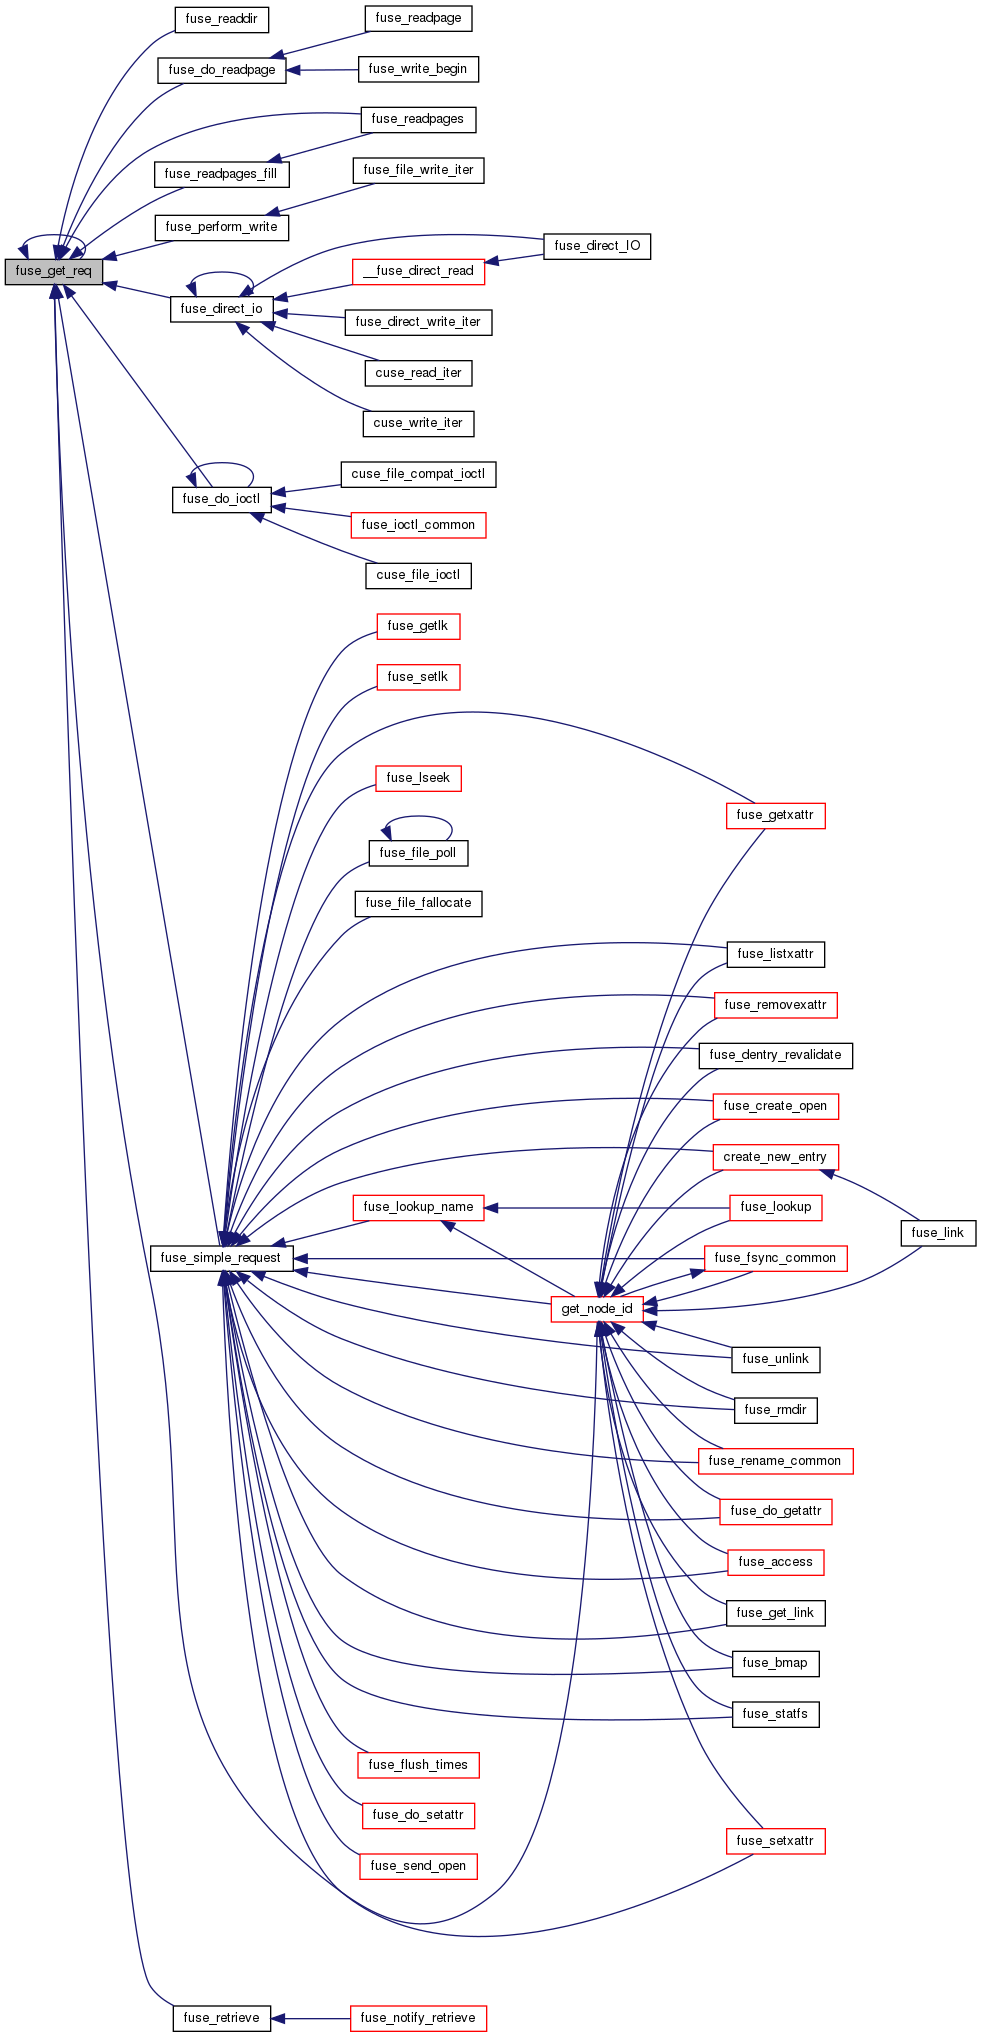 fuse_readdir
fuse_readpage
fuse_do_readpage
fuse_write_begin
fuse_readpages
fuse_readpages_fill
fuse_file_write_iter
fuse_perform_write
fuse_direct_IO
fuse_get_req
__fuse_direct_read
fuse_direct_io
fuse_direct_write_iter
cuse_read_iter
cuse_write_iter
cuse_file_compat_ioctl
fuse_do_ioctl
fuse_ioctl_common
cuse_file_ioctl
fuse_getlk
fuse_setlk
fuse_lseek
fuse_getxattr
fuse_file_poll
fuse_file_fallocate
fuse_listxattr
fuse_removexattr
fuse_dentry_revalidate
fuse_create_open
create_new_entry
fuse_lookup_name
fuse_lookup
fuse_link
fuse_simple_request
fuse_fsync_common
get_node_id
fuse_unlink
fuse_rmdir
fuse_rename_common
fuse_do_getattr
fuse_access
fuse_get_link
fuse_bmap
fuse_statfs
fuse_flush_times
fuse_do_setattr
fuse_setxattr
fuse_send_open
fuse_retrieve
fuse_notify_retrieve